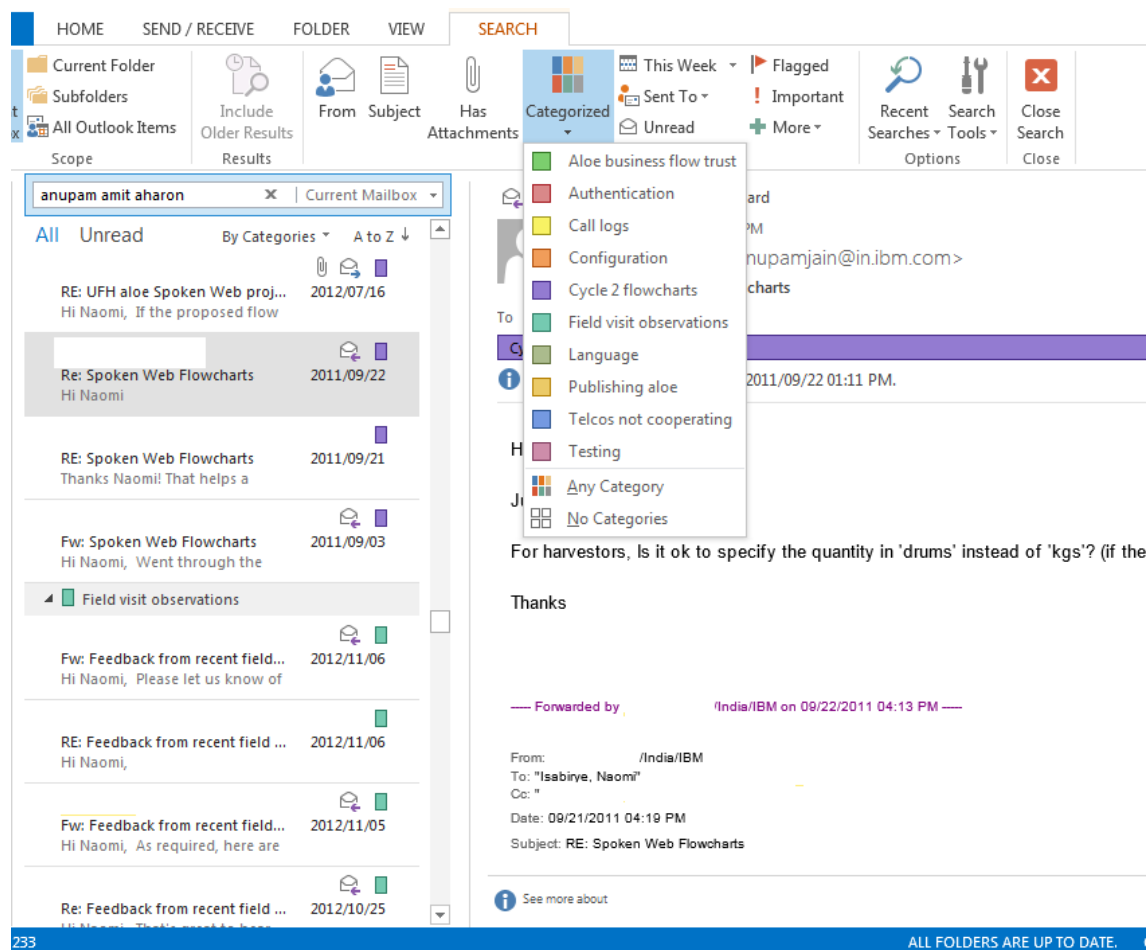 HOME SEND / RECEIVE FOLDER VIEW SEARCH
Current Folder
Subfolders
All Outlook Items
Scope
Include
Older Results
Results
From
Subject
Has
Attachments
Categorized
This Week
Sent To
Unread
Flagged
Important
More
Recent
Searches
Search
Tools
Options
Close
Search
Close
anupam amit aharon
Current Mailbox
All Unread By Categories A to Z
RE: UFH aloe Spoken Web proj... 2012/07/16
Hi Naomi, If the proposed flow
Re: Spoken Web Flowcharts 2011/09/22
Hi Naomi
RE: Spoken Web Flowcharts 2011/09/21
Thanks Naomi! That helps a
Fw: Spoken Web Flowcharts 2011/09/03
Hi Naomi, Went through the
Field visit observations
Fw: Feedback from recent field... 2012/11/06
Hi Naomi, Please let us know of
RE: Feedback from recent field ... 2012/11/06
Hi Naomi,
Fw: Feedback from recent field... 2012/11/05
Hi Naomi, As required, here are
Re: Feedback from recent field ... 2012/10/25
Aloe business flow trust
Authentication
Call logs
Configuration
Cycle 2 flowcharts
Field visit observations
Language
Publishing aloe
Telcos not cooperating
Testing
Any Category
No Categories
ard
PM
nupamjain@in.ibm.com>
charts
To
Cy
2011/09/22 01:11 PM.
H
For harvestors, Is it ok to specify the quantity in 'drums' instead of 'kgs'? (if the
Thanks
----- Forwarded by /India/IBM on 09/22/2011 04:13 PM -----
From: /India/IBM
To: "Isabirye, Naomi"
Cc: "
Date: 09/21/2011 04:19 PM
Subject: RE: Spoken Web Flowcharts
See more about
233 ALL FOLDERS ARE UP TO DATE.